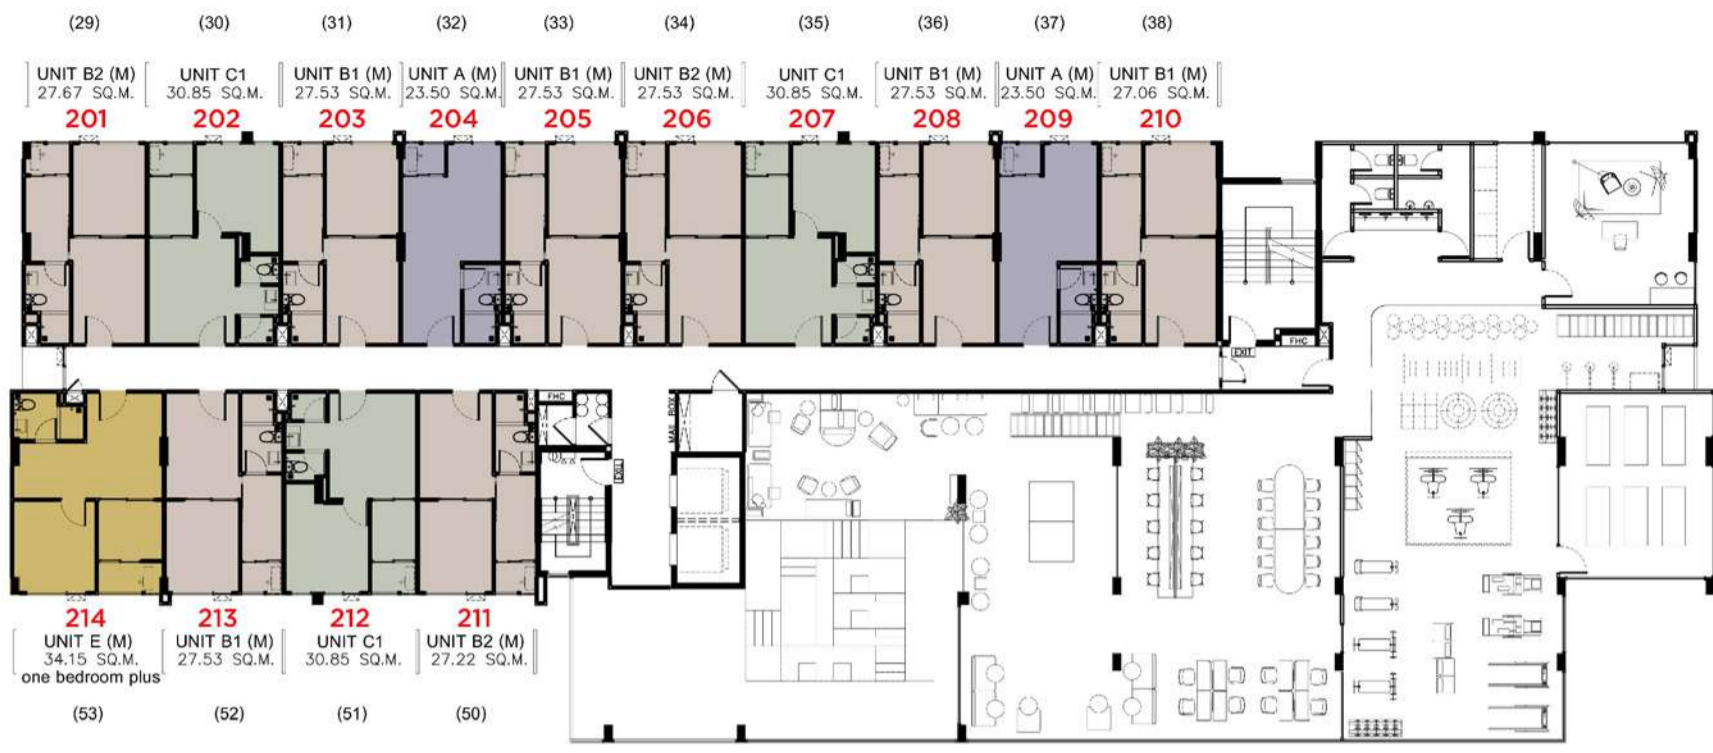 (29) (30) (31) (32) (33) (34) (35) (36) (37) (38)
UNIT B2 (M) UNIT C1 UNIT B1 (M) UNIT A (M) UNIT B1 (M) UNIT B2 (M) UNIT C1 UNIT B1 (M) UNIT A (M) UNIT B1 (M)
27.67 SQ.M. 30.85 SQ.M. 27.53 SQ.M. 23.50 SQ.M. 27.53 SQ.M. 27.53 SQ.M. 30.85 SQ.M. 27.53 SQ.M. 23.50 SQ.M. 27.06 SQ.M.
201 202 203 204 205 206 207 208 209 210
FHC
EXIT
FHC
MAIL BOX
EXIT
214 213 212 211
UNIT E (M) UNIT B1 (M) UNIT C1 UNIT B2 (M)
34.15 SQ.M. 27.53 SQ.M. 30.85 SQ.M. 27.22 SQ.M.
one bedroom plus
(53) (52) (51) (50)